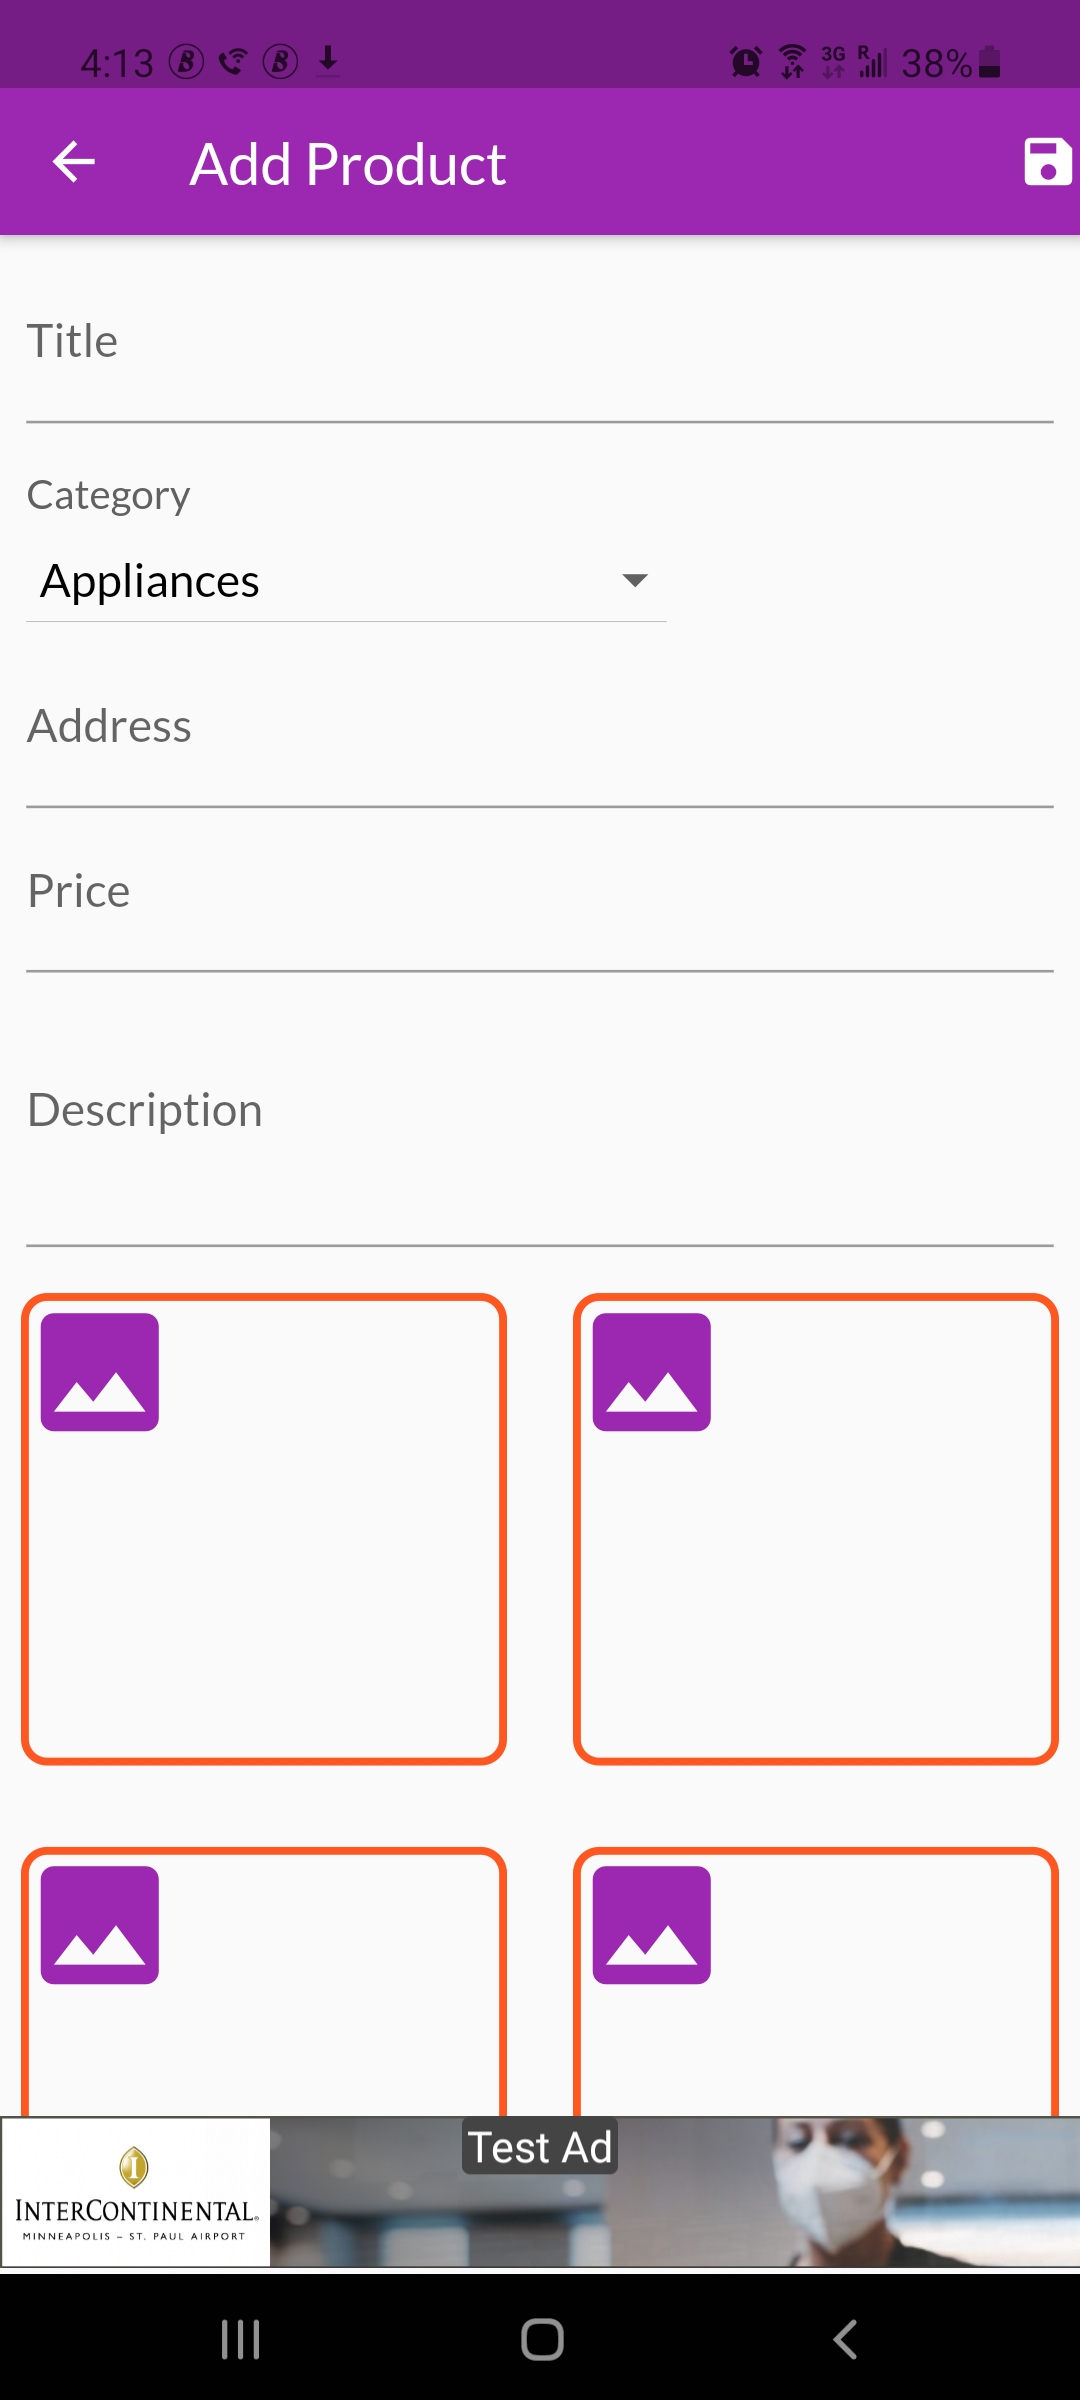 4:13 3G R 38%
Add Product
Title
Category
Appliances
Address
Price
Description
Test Ad
INTERCONTINENTAL.
MINNEAPOLIS – ST. PAUL AIRPORT